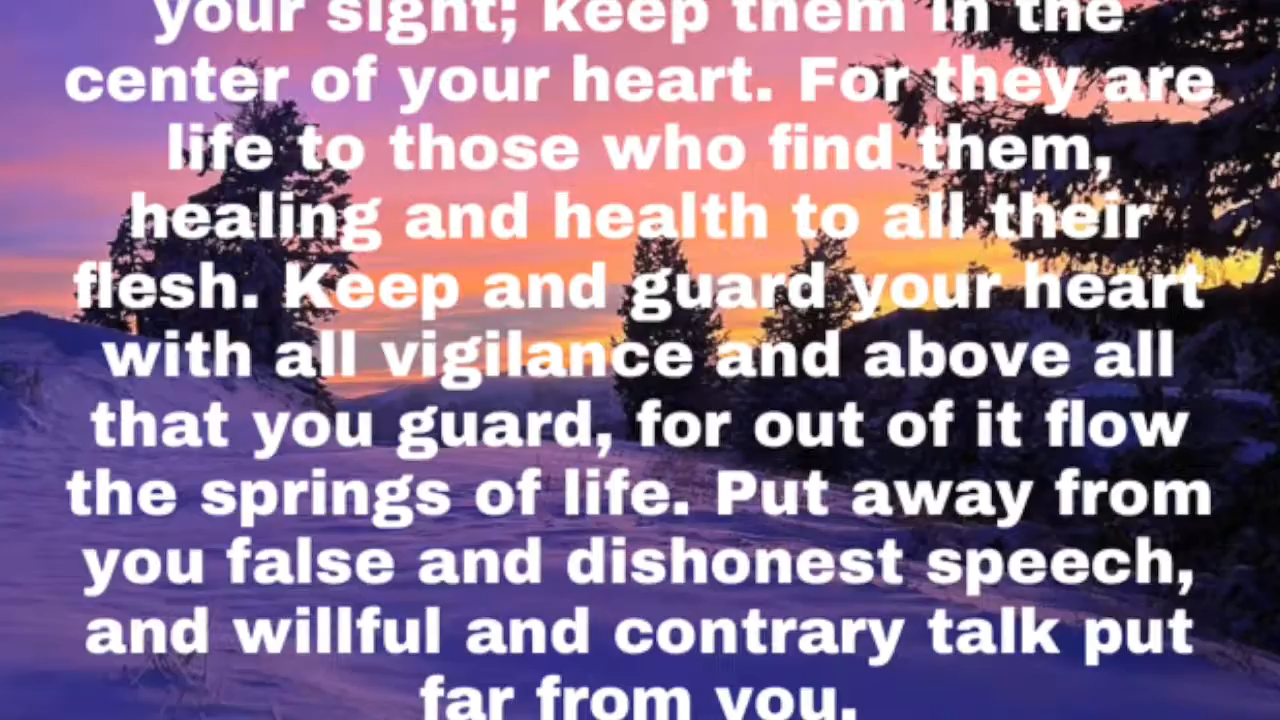 your sight; keep them in the
center of your heart. For they are
life to those who find them,
healing and health to all their
flesh. Keep and guard your heart
with all vigilance and above all
that you guard, for out of it flow
the springs of life. Put away from
you false and dishonest speech,
and willful and contrary talk put
far from you.